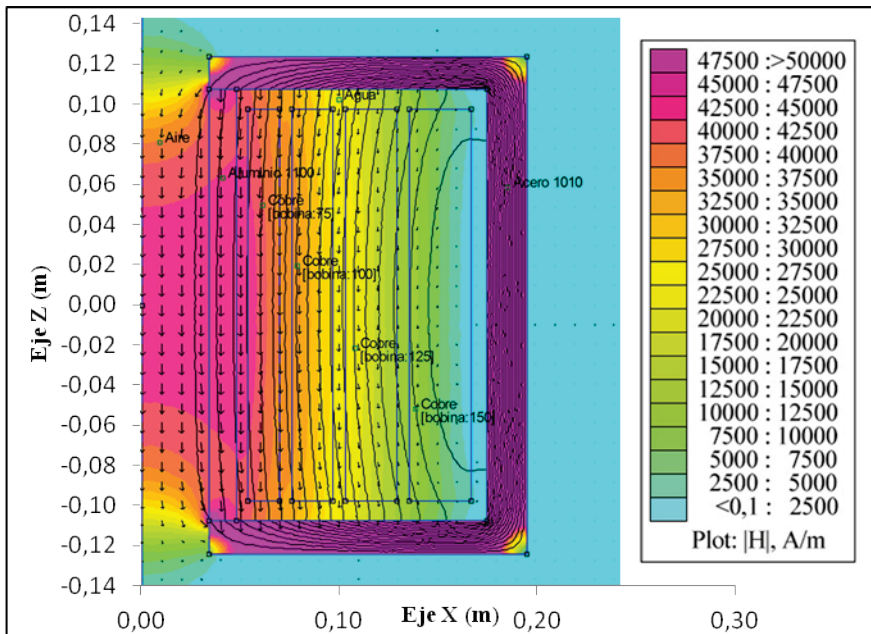 0,14
0,12
0,10
0,08
0,06
0,04
0,02
0,00
-0,02
-0,04
-0,06
-0,08
-0,10
-0,12
-0,14
Eje Z (m)
0,00
0,10
0,20
0,30
Eje X (m)
Agua
Aire
Aluminio 1100
Acero 1010
Cobre
[bobina:75]
Cobre
[bobina:100]
Cobre
[bobina:125]
Cobre
[bobina:150]
47500 :>50000
45000 : 47500
42500 : 45000
40000 : 42500
37500 : 40000
35000 : 37500
32500 : 35000
30000 : 32500
27500 : 30000
25000 : 27500
22500 : 25000
20000 : 22500
17500 : 20000
15000 : 17500
12500 : 15000
10000 : 12500
7500 : 10000
5000 : 7500
2500 : 5000
<0,1 : 2500
Plot: |H|, A/m